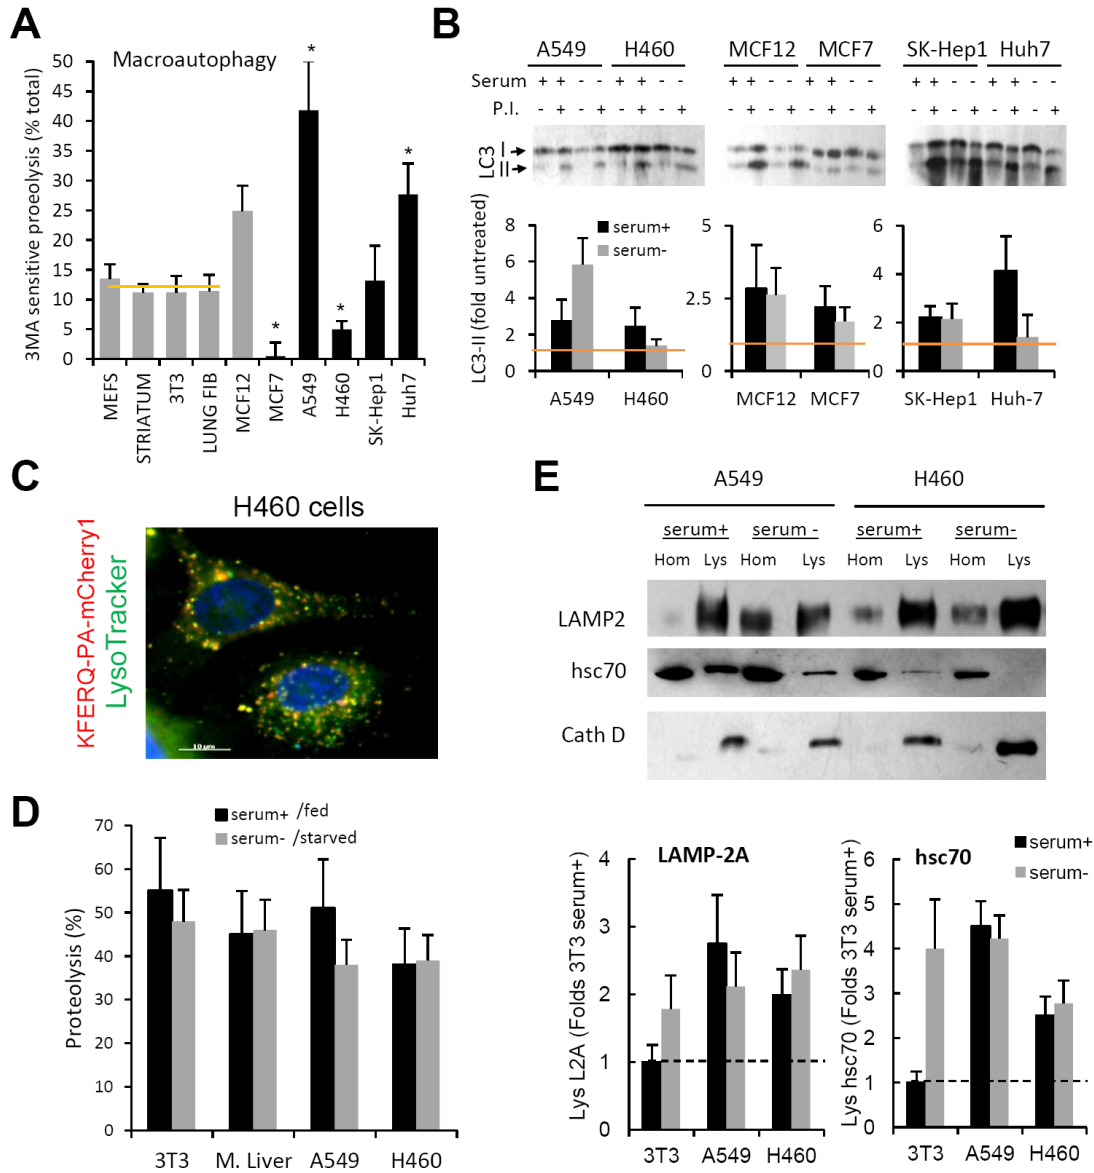 A
Macroautophagy
3MA sensitive proeolysis (% total)
50
45
40
35
30
25
20
15
10
5
0
*
*
*
*
MEFS
STRIATUM
3T3
LUNG FIB
MCF12
MCF7
A549
H460
SK-Hep1
Huh7
B
A549 H460 MCF12 MCF7 SK-Hep1 Huh7
Serum + + - - + + - - + + - - + + - - + + - - + + - -
P.I. - + - + - + - + - + - + - + - + - + - + - + - +
LC3 I
II
LC3-II (fold untreated)
8
6
4
2
0
serum+
serum-
A549 H460
5
2.5
0
MCF12 MCF7
6
4
2
0
SK-Hep1 Huh-7
C
H460 cells
KFERQ-PA-mCherry1
LysoTracker
10 µm
D
serum+ /fed
serum- /starved
Proteolysis (%)
70
60
50
40
30
20
10
0
3T3 M. Liver A549 H460
E
A549 H460
serum+ serum - serum+ serum-
Hom Lys Hom Lys Hom Lys Hom Lys
LAMP2
hsc70
Cath D
LAMP-2A
Lys L2A (Folds 3T3 serum+)
4
3
2
1
0
3T3 A549 H460
hsc70
serum+
serum-
Lys hsc70 (Folds 3T3 serum+)
6
5
4
3
2
1
0
3T3 A549 H460